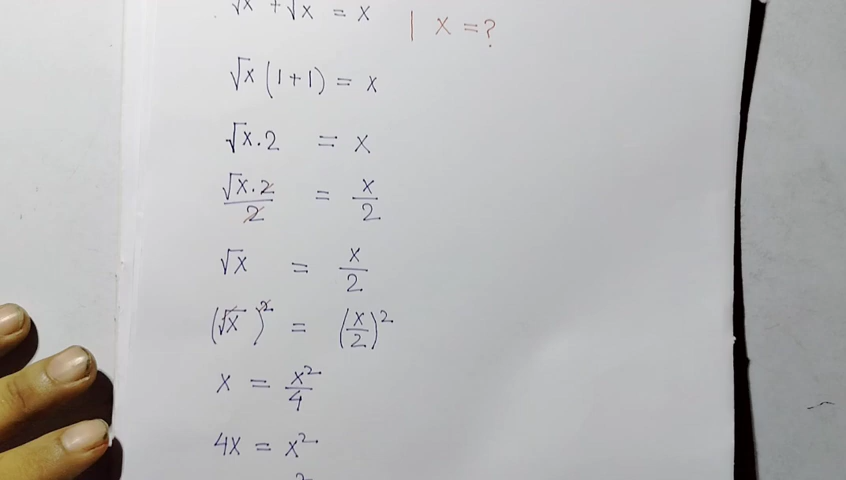 √x + √x = x | x = ?
√x (1+1) = x
√x · 2 = x
√x · 2 / 2 = x / 2
√x = x / 2
(√x)² = (x/2)²
x = x²/4
4x = x²